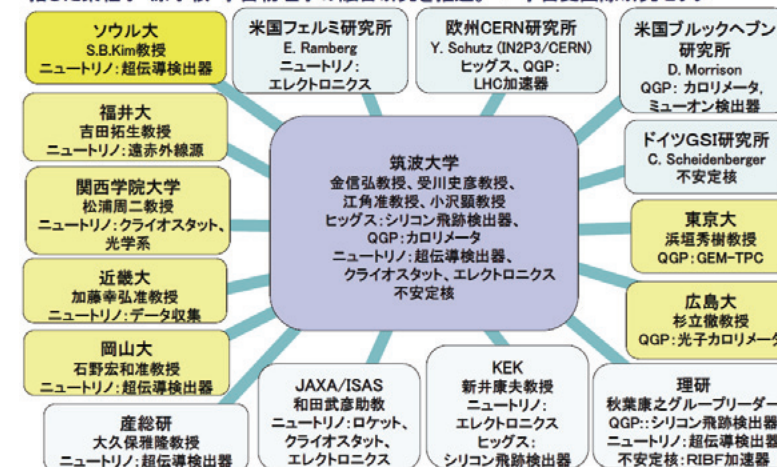 ソウル大
S.B.Kim教授
ニュートリノ:超伝導検出器
米国フェルミ研究所
E. Ramberg
ニュートリノ:
エレクトロニクス
欧州CERN研究所
Y. Schutz (IN2P3/CERN)
ヒッグス、QGP:
LHC加速器
米国ブルックヘブン
研究所
D. Morrison
QGP: カロリメータ,
ミューオン検出器
福井大
吉田拓生教授
ニュートリノ:遠赤外線源
ドイツGSI研究所
C. Scheidenberger
不安定核
関西学院大学
松浦周二教授
ニュートリノ:クライオスタット、
光学系
筑波大学
金信弘教授、受川史彦教授、
江角准教授、小沢顕教授
ヒッグス:シリコン飛跡検出器、
QGP:カロリメータ
ニュートリノ:超伝導検出器、
クライオスタット、エレクトロニクス
不安定核
東京大
浜垣秀樹教授
QGP:GEM-TPC
近畿大
加藤幸弘准教授
ニュートリノ:データ収集
広島大
杉立徹教授
QGP:光子カロリメータ
岡山大
石野宏和准教授
ニュートリノ:超伝導検出器
産総研
大久保雅隆教授
ニュートリノ:超伝導検出器
JAXA/ISAS
和田武彦助教
ニュートリノ:ロケット、
クライオスタット、
エレクトロニクス
KEK
新井康夫教授
ニュートリノ:
エレクトロニクス
ヒッグス:
シリコン飛跡検出器
理研
秋葉康之グループリーダー
QGP::シリコン飛跡検出器
ニュートリノ:超伝導検出器
不安定核:RIBF加速器